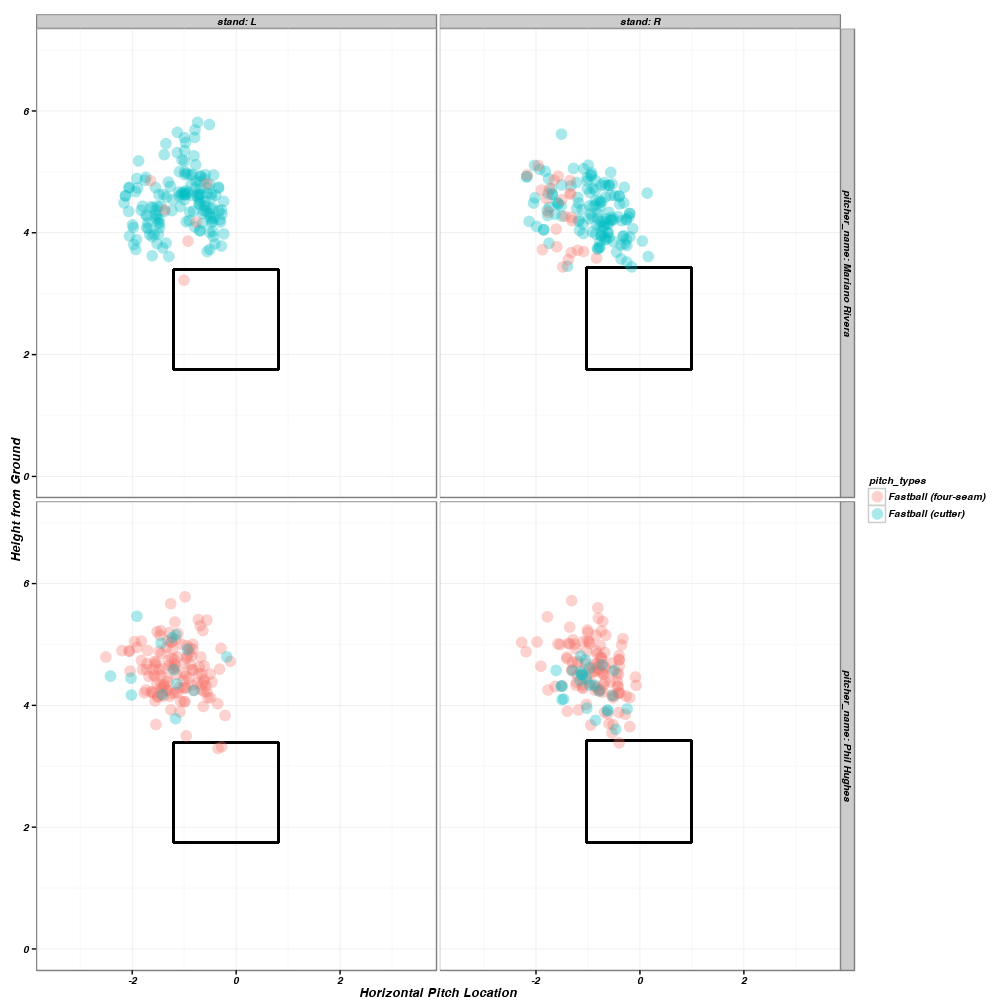 stand: L
stand: R
6
4
2
0
pitcher_name: Mariano Rivera
Height from Ground
6
4
2
0
pitcher_name: Phil Hughes
pitch_types
Fastball (four-seam)
Fastball (cutter)
-2
0
2
-2
0
2
Horizontal Pitch Location